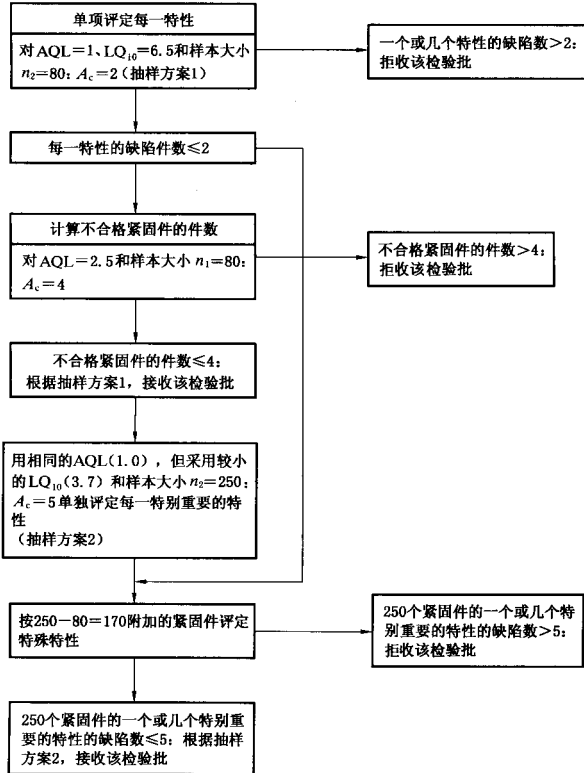 单项评定每一特性
对AQL=1、LQ₁₀=6.5和样本大小
n₂=80；A_c=2（抽样方案1）
一个或几个特性的缺陷数>2：
拒收该检验批
每一特性的缺陷件数≤2
计算不合格紧固件的件数
对AQL=2.5和样本大小 n₁=80：
A_c=4
不合格紧固件的件数>4：
拒收该检验批
不合格紧固件的件数≤4：
根据抽样方案1，接收该检验批
用相同的AQL(1.0)，但采用较小
的LQ₁₀(3.7)和样本大小n₂=250；
A_c=5单独评定每一特别重要的特
性
（抽样方案2）
按250-80=170附加的紧固件评定
特殊特性
250个紧固件的一个或几个特
别重要的特性的缺陷数>5：
拒收该检验批
250个紧固件的一个或几个特别重
要的特性的缺陷数≤5：根据抽样
方案2，接收该检验批